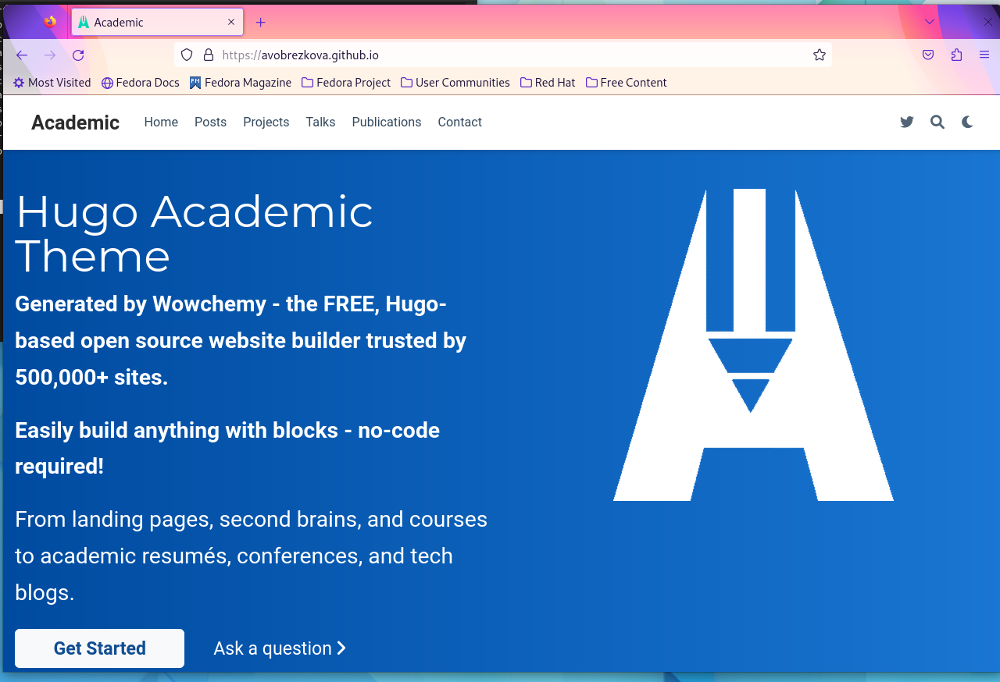 Academic
https://avobrezkova.github.io
Most Visited Fedora Docs Fedora Magazine Fedora Project User Communities Red Hat Free Content
Academic Home Posts Projects Talks Publications Contact
Hugo Academic
Theme
Generated by Wowchemy - the FREE, Hugo-
based open source website builder trusted by
500,000+ sites.
Easily build anything with blocks - no-code
required!
From landing pages, second brains, and courses
to academic resumés, conferences, and tech
blogs.
Get Started Ask a question